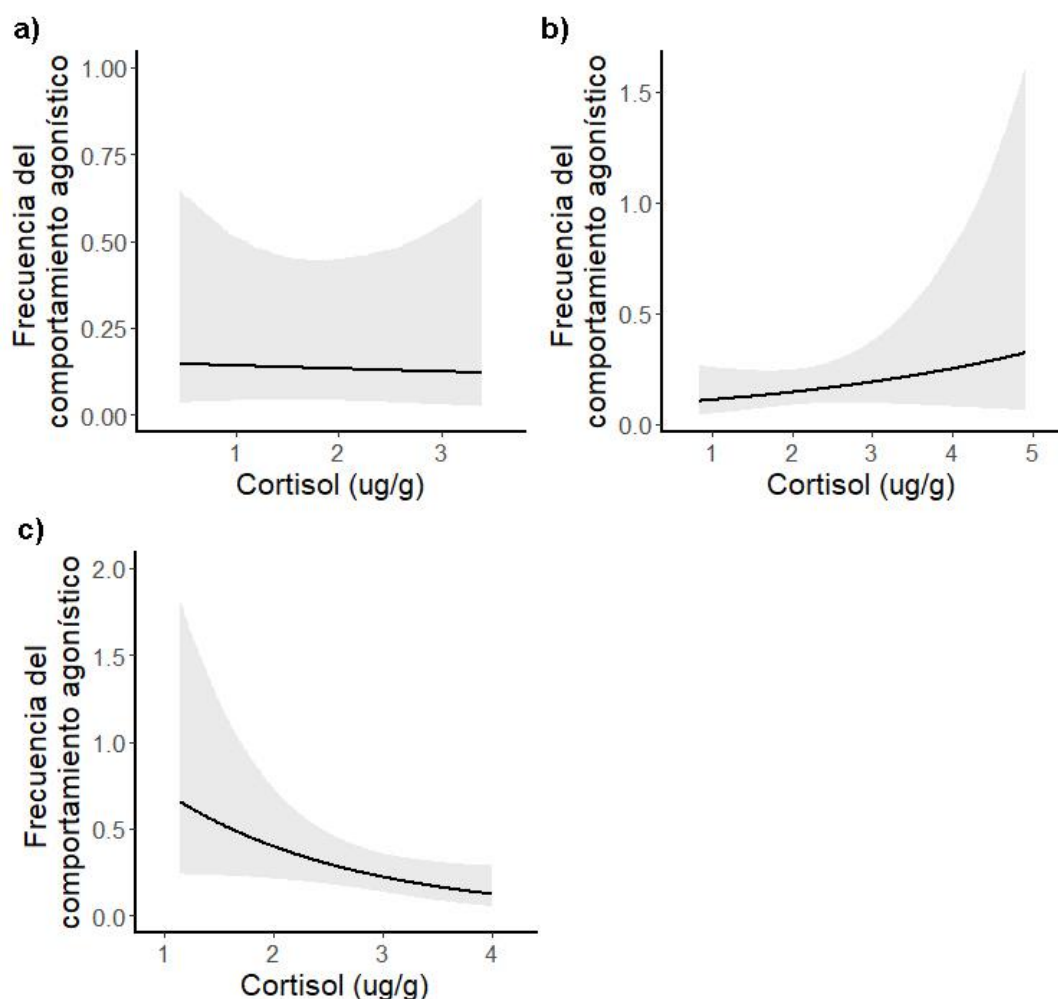 a)
Frecuencia del
comportamiento agonístico
1.00
0.75
0.50
0.25
0.00
1 2 3
Cortisol (ug/g)
b)
Frecuencia del
comportamiento agonístico
1.5
1.0
0.5
0.0
1 2 3 4 5
Cortisol (ug/g)
c)
Frecuencia del
comportamiento agonístico
2.0
1.5
1.0
0.5
0.0
1 2 3 4
Cortisol (ug/g)